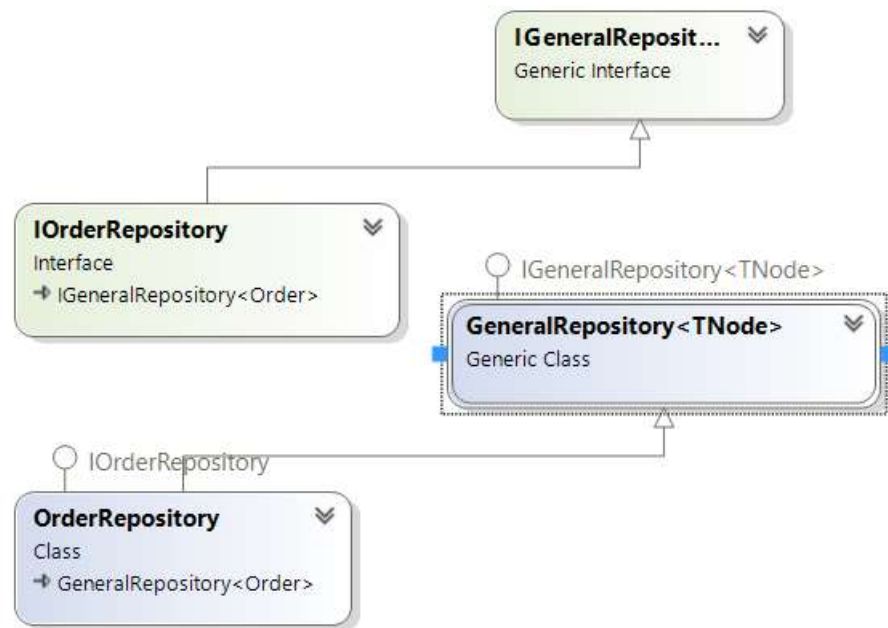 IGeneralReposit...
Generic Interface
IOrderRepository
Interface
IGeneralRepository<Order>
IGeneralRepository<TNode>
GeneralRepository<TNode>
Generic Class
IOrderRepository
OrderRepository
Class
GeneralRepository<Order>